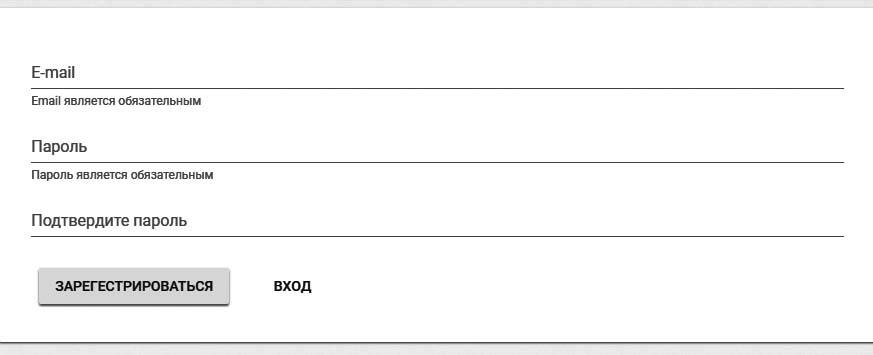 E-mail
Email является обязательным
Пароль
Пароль является обязательным
Подтвердите пароль
ЗАРЕГЕСТРИРОВАТЬСЯ ВХОД